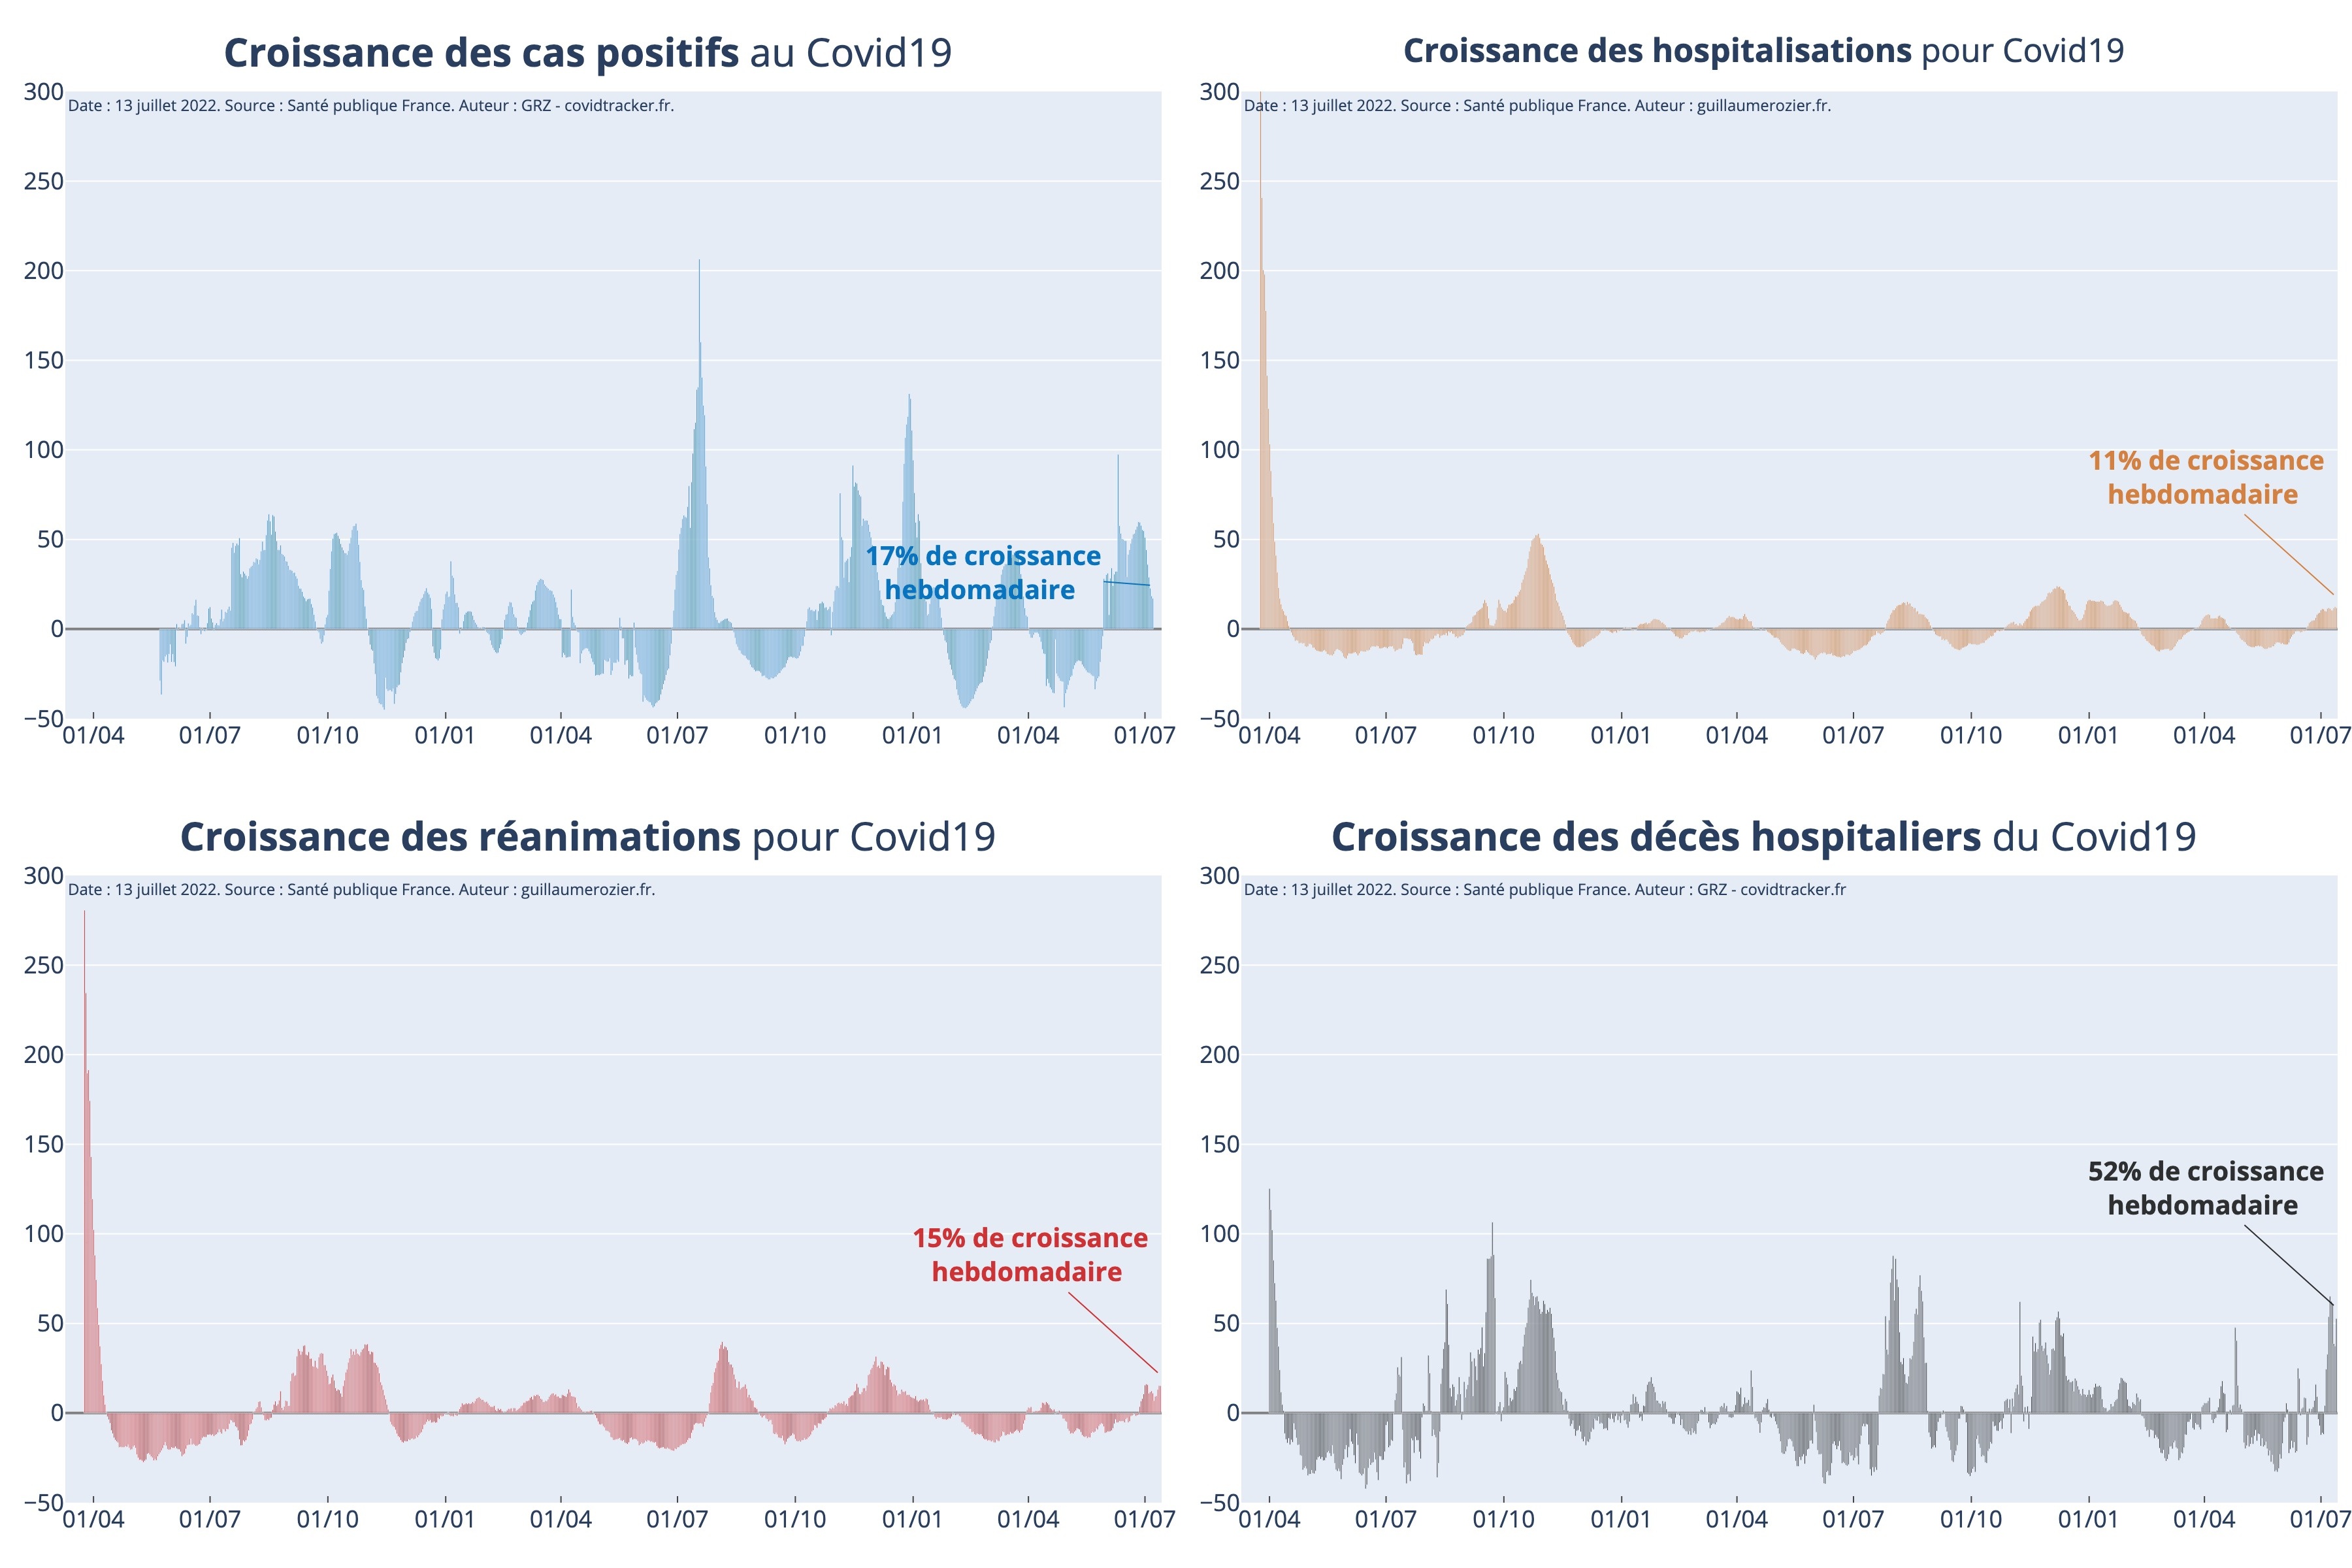 Croissance des cas positifs au Covid19
300
Date : 13 juillet 2022. Source : Santé publique France. Auteur : GRZ - covidtracker.fr.
250
200
150
100
50
17% de croissance
hebdomadaire
0
−50
01/04 01/07 01/10 01/01 01/04 01/07 01/10 01/01 01/04 01/07
Croissance des hospitalisations pour Covid19
300
Date : 13 juillet 2022. Source : Santé publique France. Auteur : guillaumerozier.fr.
250
200
150
100
11% de croissance
hebdomadaire
50
0
−50
01/04 01/07 01/10 01/01 01/04 01/07 01/10 01/01 01/04 01/07
Croissance des réanimations pour Covid19
300
Date : 13 juillet 2022. Source : Santé publique France. Auteur : guillaumerozier.fr.
250
200
150
100
15% de croissance
hebdomadaire
50
0
−50
01/04 01/07 01/10 01/01 01/04 01/07 01/10 01/01 01/04 01/07
Croissance des décès hospitaliers du Covid19
300
Date : 13 juillet 2022. Source : Santé publique France. Auteur : GRZ - covidtracker.fr
250
200
150
52% de croissance
hebdomadaire
100
50
0
−50
01/04 01/07 01/10 01/01 01/04 01/07 01/10 01/01 01/04 01/07